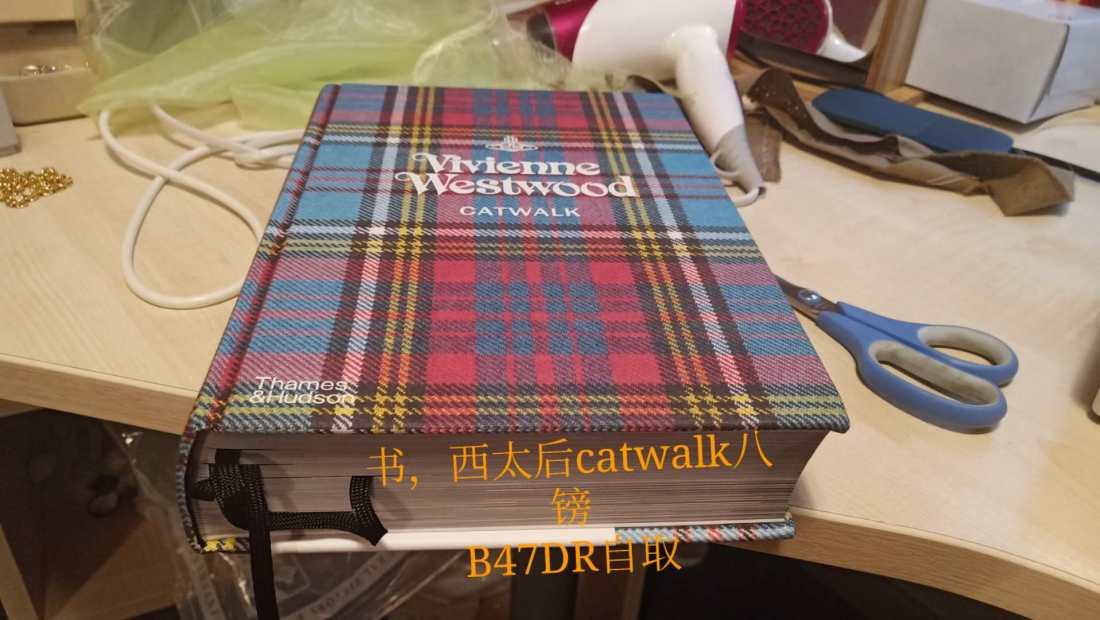 Vivienne
Westwood
CATWALK
Thames
&Hudson
书，西太后catwalk八
镑
B47DR自取